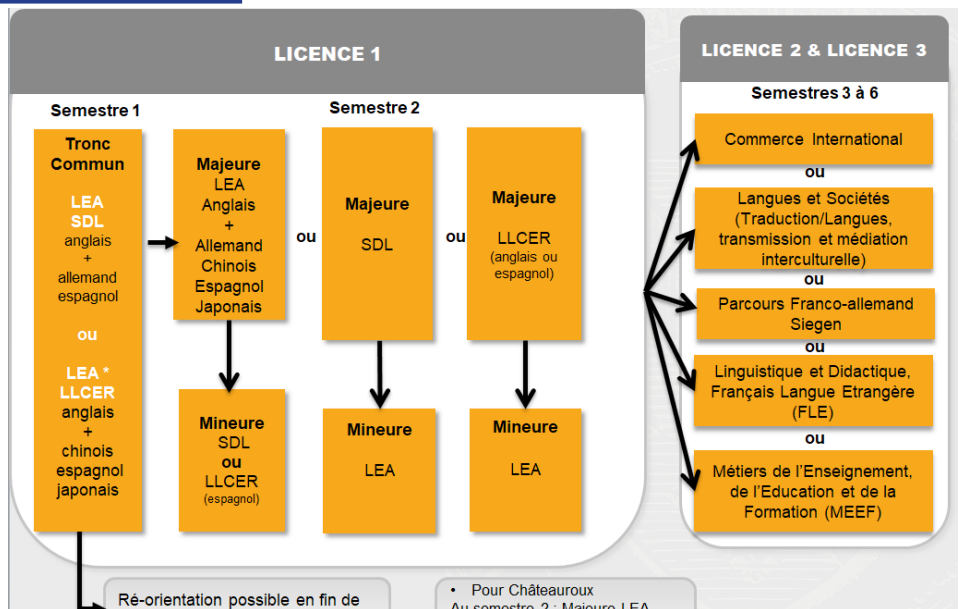 LICENCE 1
Semestre 1
Tronc
Commun
LEA
SDL
anglais
+
allemand
espagnol
ou
LEA *
LLCER
anglais
+
chinois
espagnol
japonais
Semestre 2
Majeure
LEA
Anglais
+
Allemand
Chinois
Espagnol
Japonais
ou
Majeure
SDL
ou
Majeure
LLCER
(anglais ou
espagnol)
Mineure
SDL
ou
LLCER
(espagnol)
Mineure
LEA
Mineure
LEA
LICENCE 2 & LICENCE 3
Semestres 3 à 6
Commerce International
ou
Langues et Sociétés
(Traduction/Langues,
transmission et médiation
interculturelle)
ou
Parcours Franco-allemand
Siegen
ou
Linguistique et Didactique,
Français Langue Etrangère
(FLE)
ou
Métiers de l'Enseignement,
de l'Education et de la
Formation (MEEF)
Ré-orientation possible en fin de
• Pour Châteauroux
Au semestre 2 : Majeure LEA